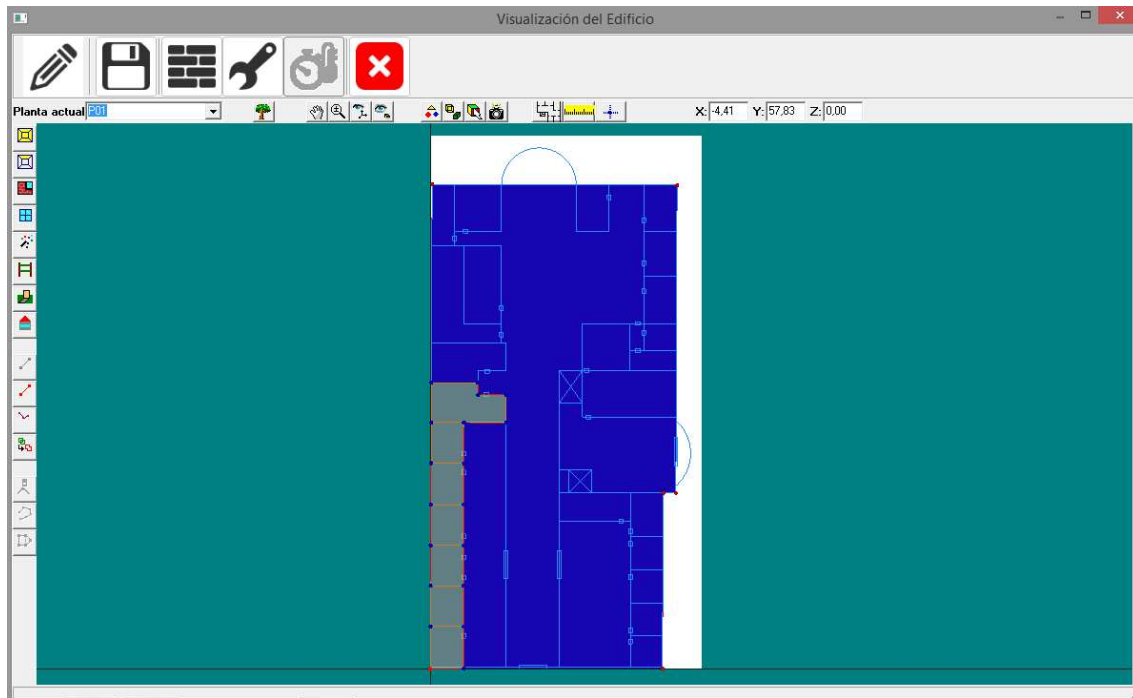 Visualización del Edificio
Planta actual P01 X: -4,41 Y: 57,83 Z: 0,00